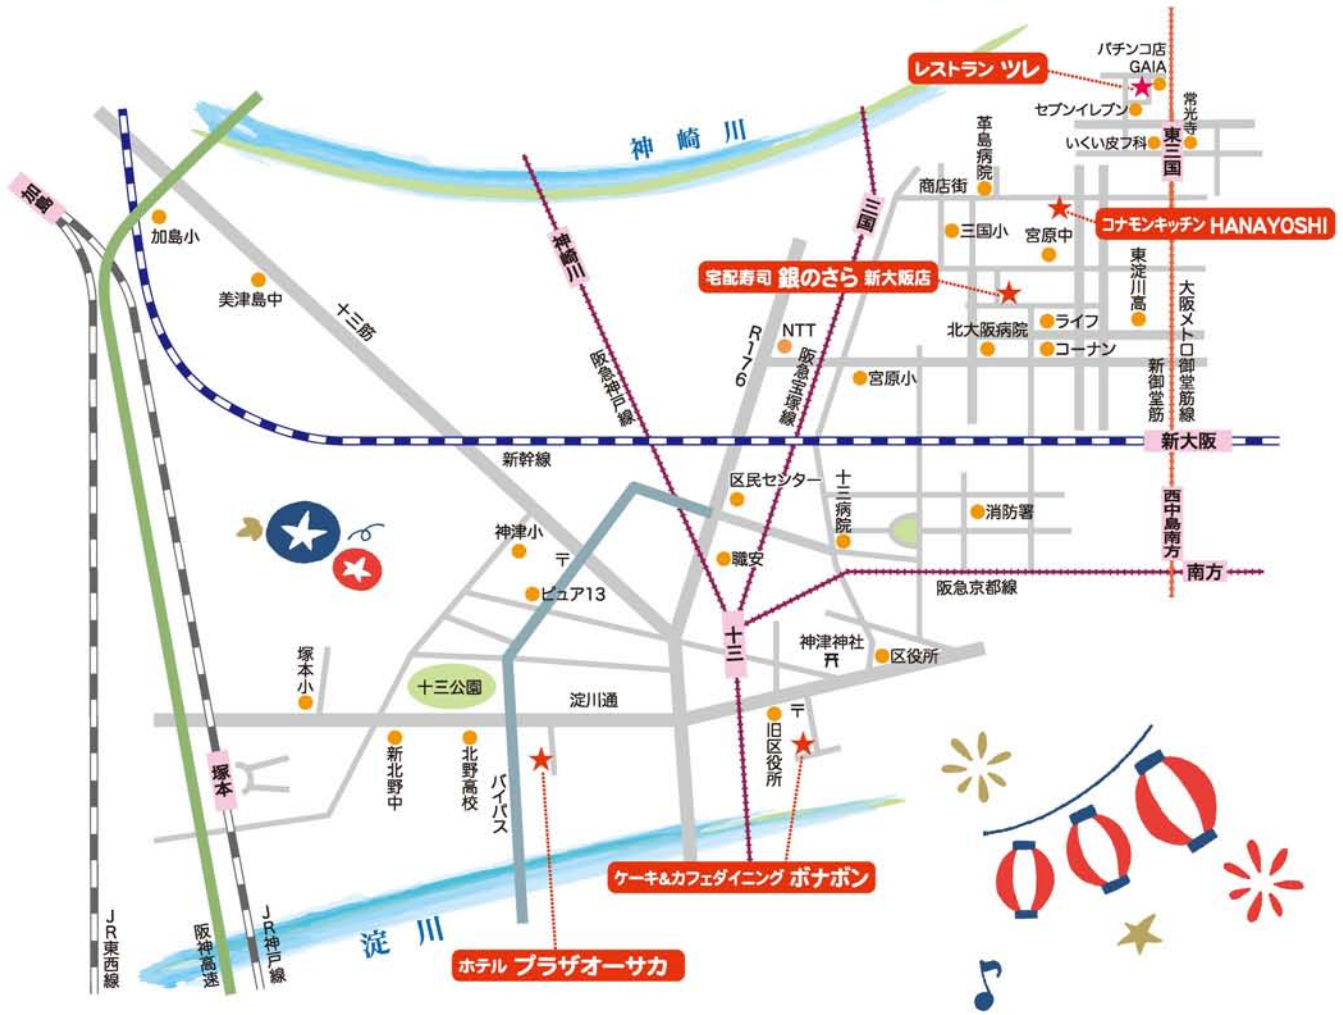 パチンコ店
GAIA
レストラン ツレ
セブンイレブン
常光寺
いくい皮フ科
東三国
神崎川
革島病院
商店街
三国小
宮原中
コナモンキッチン HANAYOSHI
加島
加島小
美津島中
十三筋
神崎川
三国
宅配寿司 銀のさら 新大阪店
東淀川高
大阪メトロ御堂筋線
新御堂筋
ライフ
北大阪病院
コーナン
NTT
R176
阪急神戸線
阪急宝塚線
宮原小
新幹線
新大阪
区民センター
十三病院
消防署
西中島南方
神津小
〒
職安
ピュア13
阪急京都線
南方
十三
神津神社
区役所
塚本小
十三公園
淀川通
〒
旧区役所
塚本
新北野中
北野高校
バイパス
ケーキ&カフェダイニング ボナボン
淀川
ホテル プラザオーサカ
JR東西線
阪神高速
JR神戸線